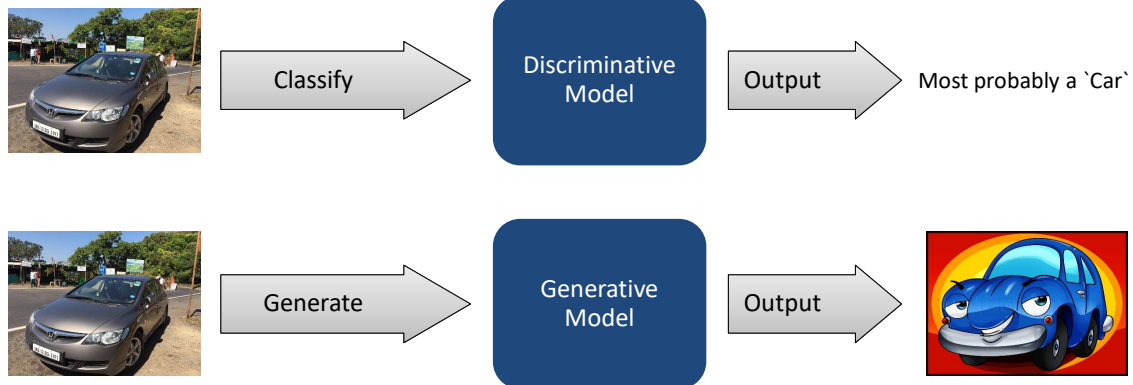 Classify
Discriminative
Model
Output
Most probably a `Car`
Generate
Generative
Model
Output